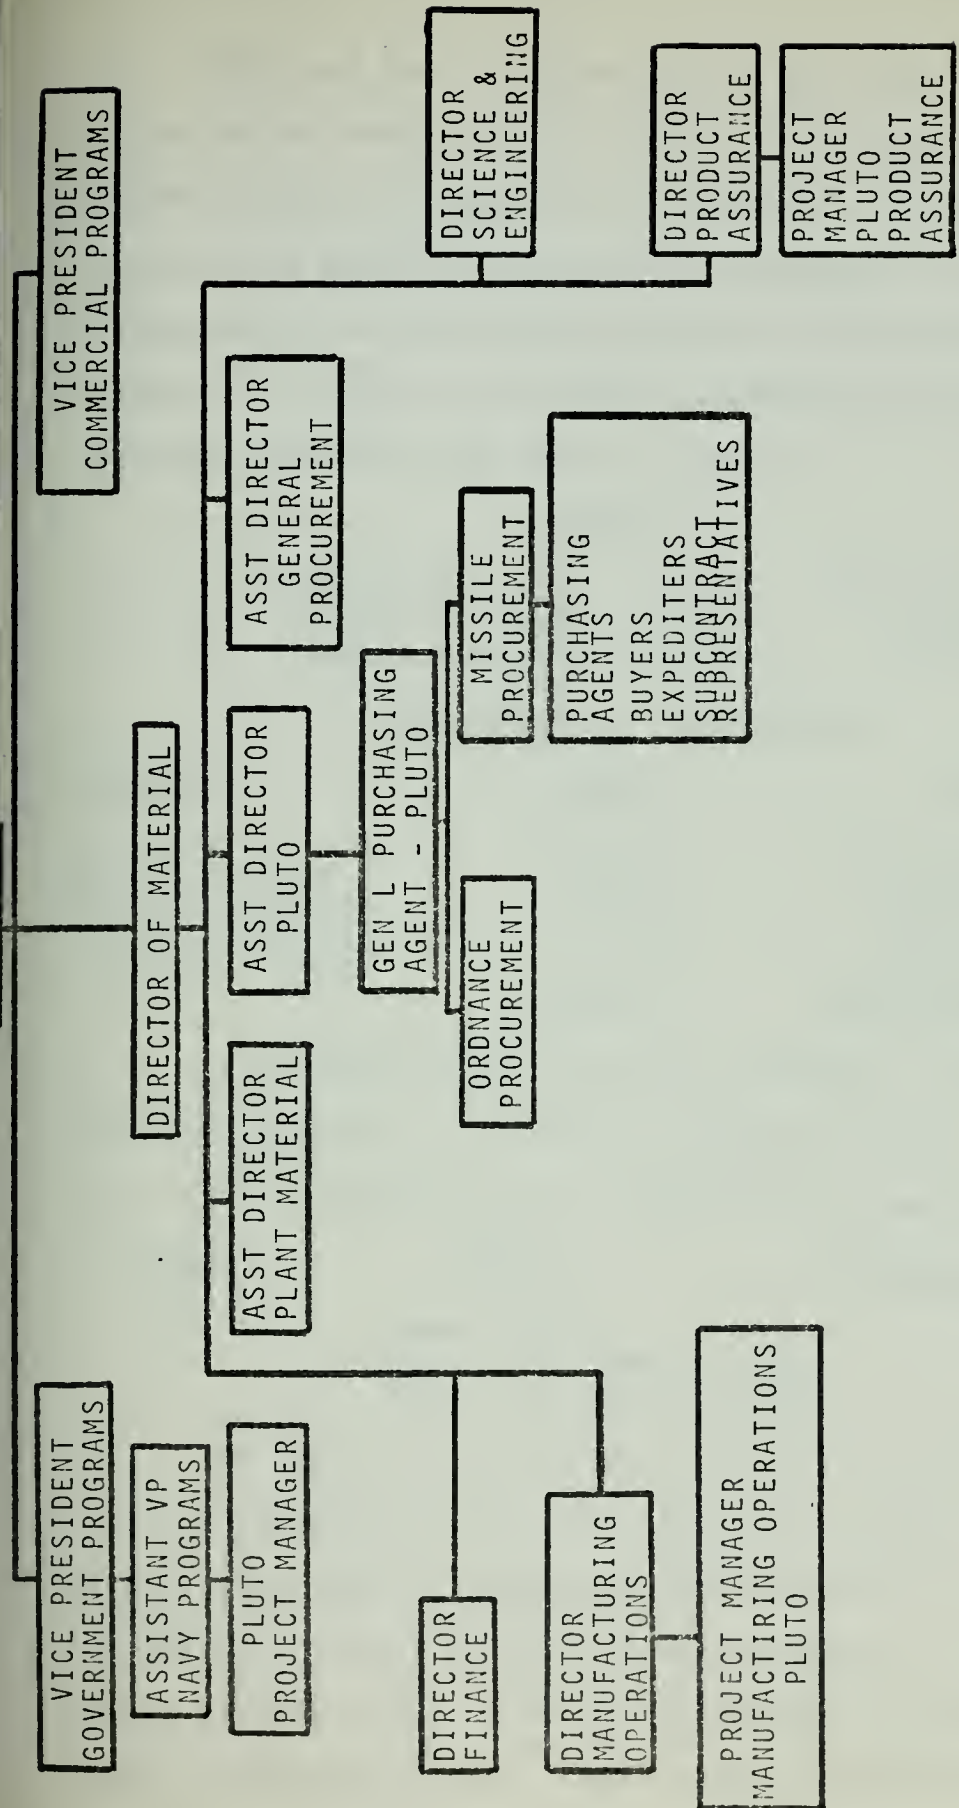 VICE PRESIDENT
GOVERNMENT PROGRAMS
VICE PRESIDENT
COMMERCIAL PROGRAMS
ASSISTANT VP
NAVY PROGRAMS
DIRECTOR OF MATERIAL
PLUTO
PROJECT MANAGER
ASST DIRECTOR
PLANT MATERIAL
ASST DIRECTOR
PLUTO
ASST DIRECTOR
GENERAL
PROCUREMENT
GEN L PURCHASING
AGENT - PLUTO
DIRECTOR
FINANCE
ORDNANCE
PROCUREMENT
MISSILE
PROCUREMENT
DIRECTOR
SCIENCE &
ENGINEERING
DIRECTOR
MANUFACTURING
OPERATIONS
PURCHASING
AGENTS
BUYERS
EXPEDITERS
SUBCONTRACT
REPRESENTATIVES
DIRECTOR
PRODUCT
ASSURANCE
PROJECT MANAGER
MANUFACTIRING OPERATIONS
PLUTO
PROJECT
MANAGER
PLUTO
PRODUCT
ASSURANCE